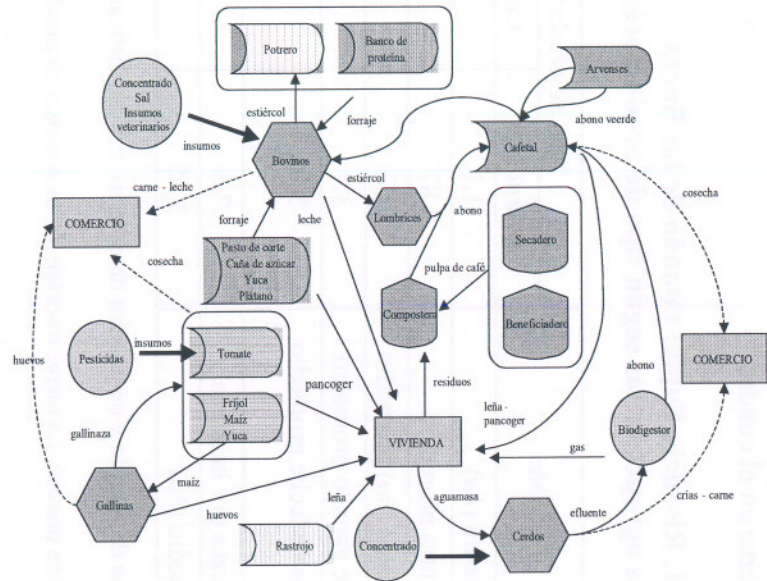 Potrero
Banco de
proteína
Arvenses
Concentrado
Sal
Insumos
veterinarios
estiércol
forraje
abono veerde
insumos
Bovinos
Cafetal
estiércol
carne - leche
cosecha
COMERCIO
forraje
leche
Lombrices
abono
Secadero
cosecha
Pasto de corte
Caña de azúcar
Yuca
Plátano
pulpa de café
Compostera
Beneficiadero
huevos
Pesticidas
insumos
Tomate
COMERCIO
pancoger
residuos
abono
gallinaza
Frijol
Maíz
Yuca
leña -
pancoger
VIVIENDA
gas
Biodigestor
maíz
Gallinas
huevos
leña
aguamasa
efluente
crías - carne
Rastrojo
Concentrado
Cerdos